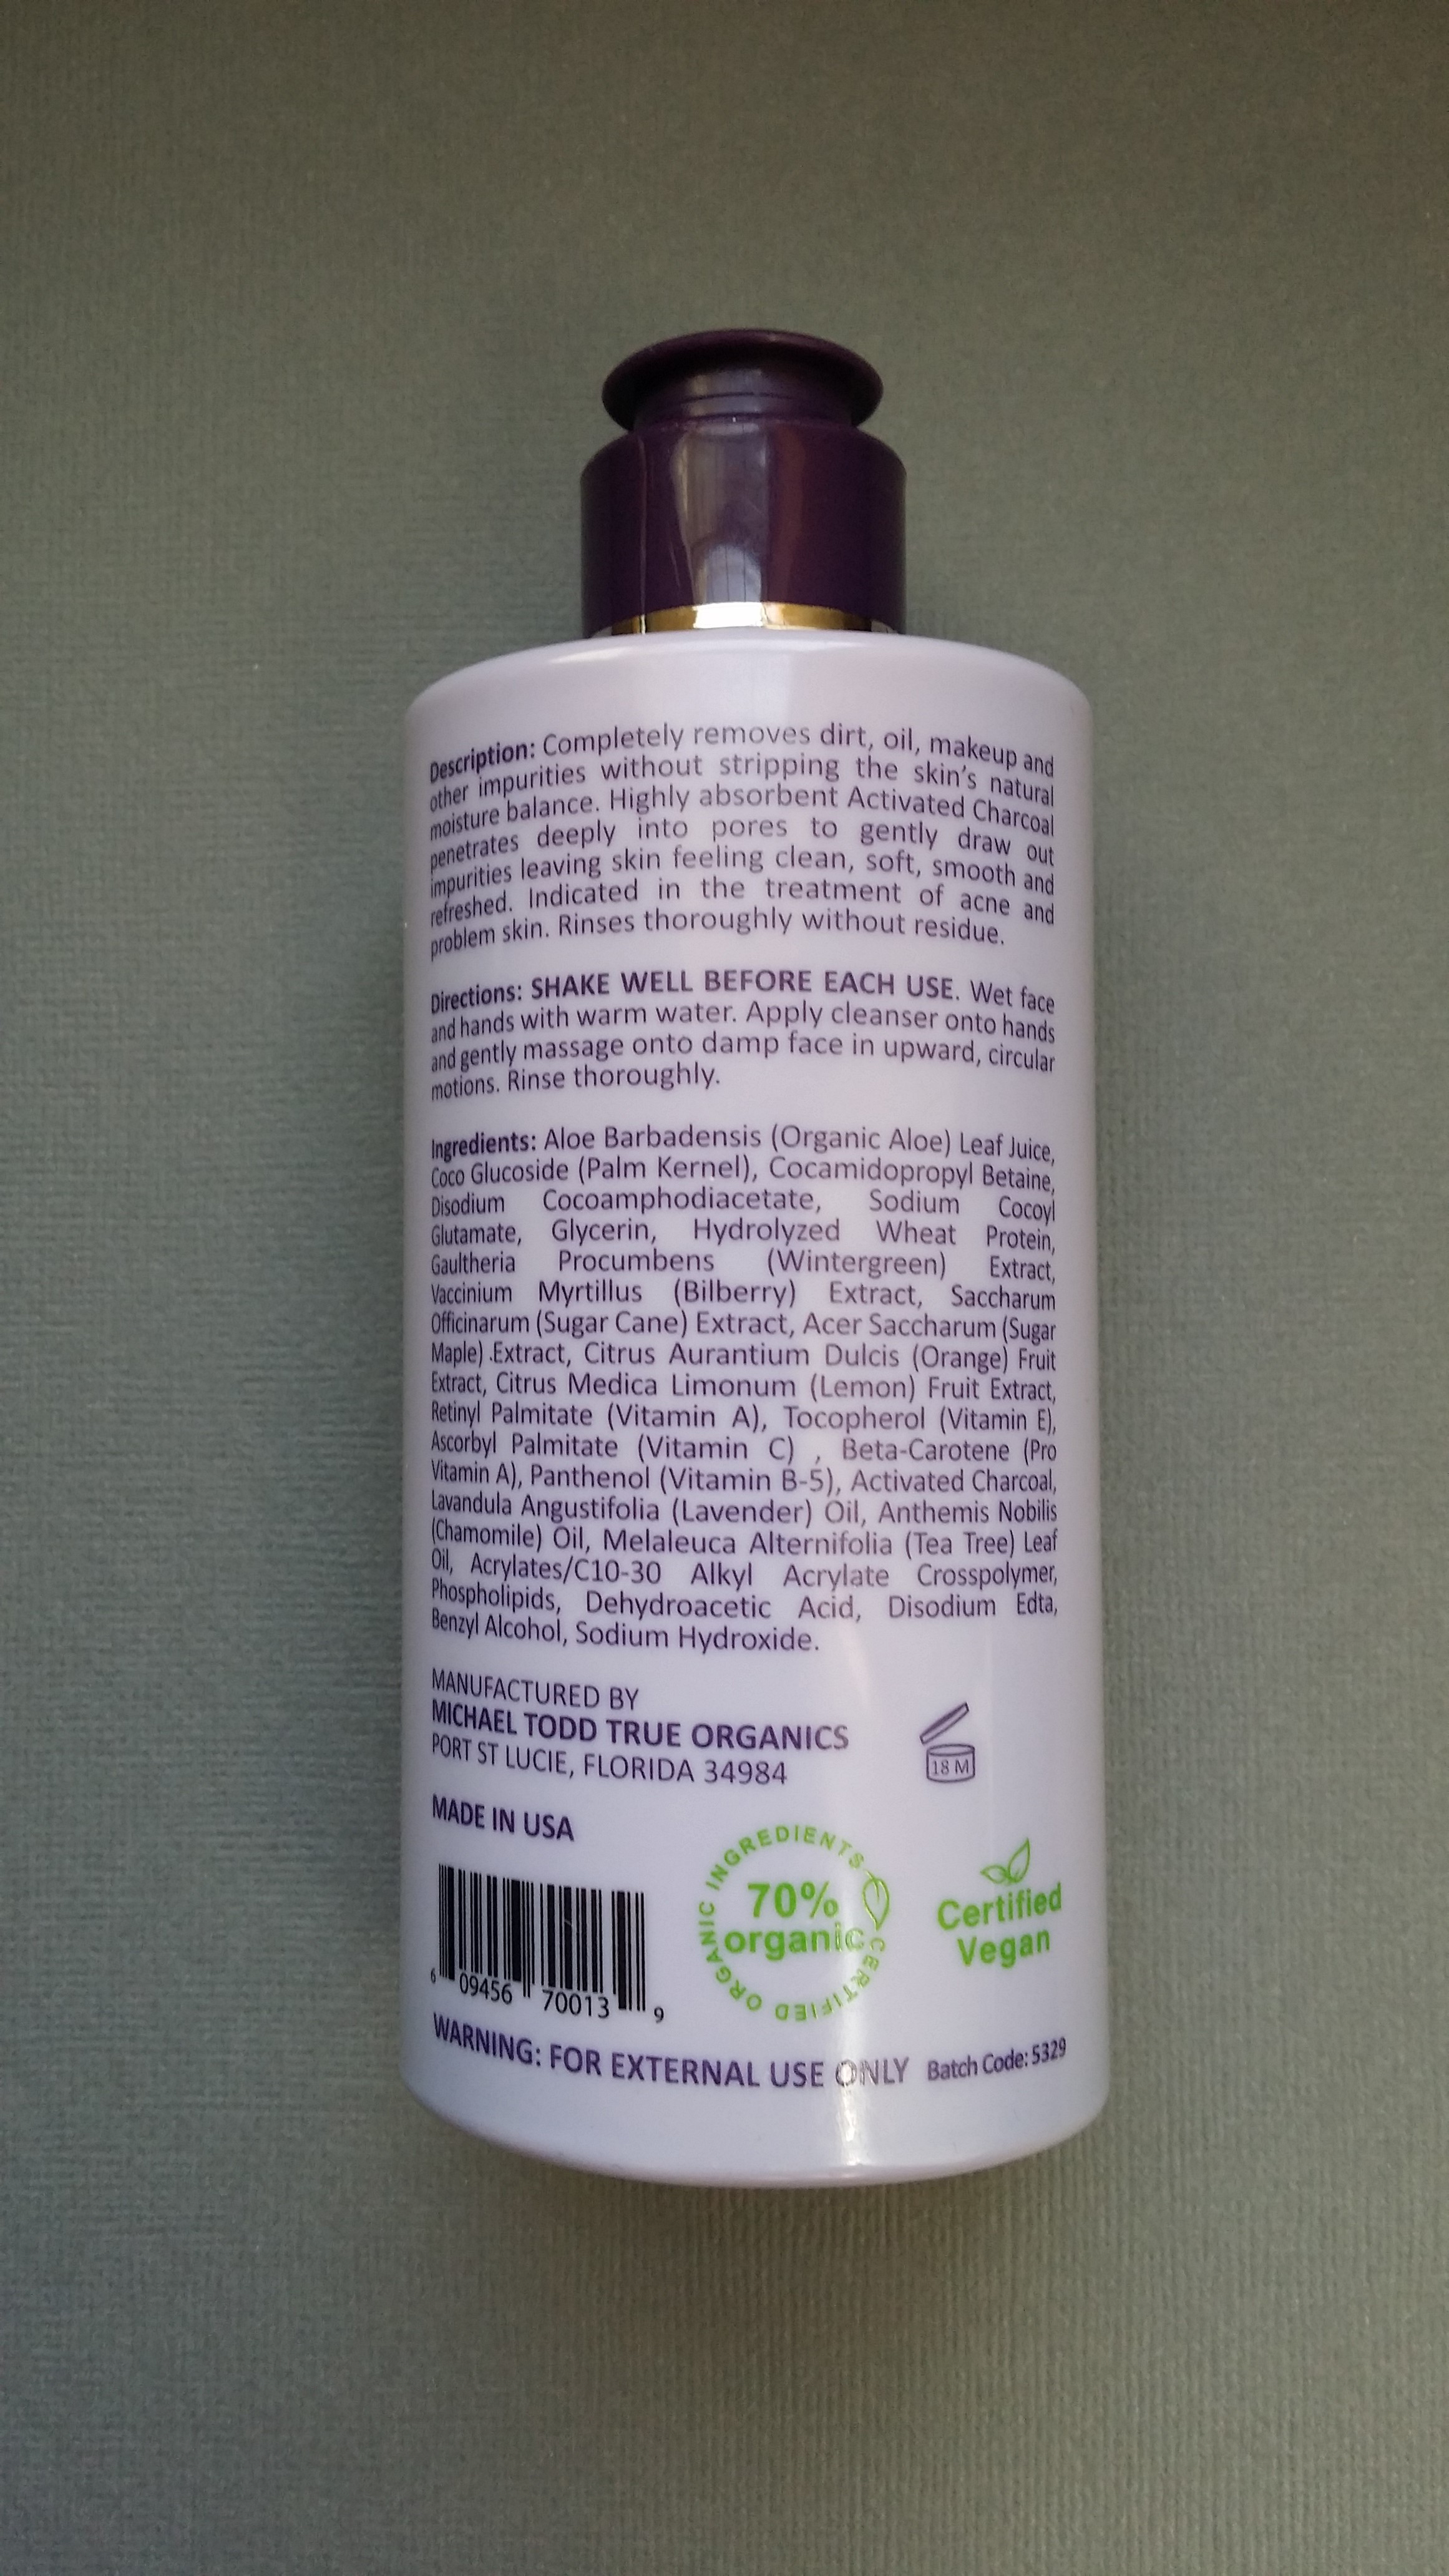 Description: Completely removes dirt, oil, makeup and
other impurities without stripping the skin's natural
moisture balance. Highly absorbent Activated Charcoal
penetrates deeply into pores to gently draw out
impurities leaving skin feeling clean, soft, smooth and
refreshed. Indicated in the treatment of acne and
problem skin. Rinses thoroughly without residue.
Directions: SHAKE WELL BEFORE EACH USE. Wet face
and hands with warm water. Apply cleanser onto hands
and gently massage onto damp face in upward, circular
motions. Rinse thoroughly.
Ingredients: Aloe Barbadensis (Organic Aloe) Leaf Juice,
Coco Glucoside (Palm Kernel), Cocamidopropyl Betaine,
Disodium Cocoamphodiacetate, Sodium Cocoyl
Glutamate, Glycerin, Hydrolyzed Wheat Protein,
Gaultheria Procumbens (Wintergreen) Extract,
Vaccinium Myrtillus (Bilberry) Extract, Saccharum
Officinarum (Sugar Cane) Extract, Acer Saccharum (Sugar
Maple) .Extract, Citrus Aurantium Dulcis (Orange) Fruit
Extract, Citrus Medica Limonum (Lemon) Fruit Extract,
Retinyl Palmitate (Vitamin A), Tocopherol (Vitamin E),
Ascorbyl Palmitate (Vitamin C) , Beta-Carotene (Pro
Vitamin A), Panthenol (Vitamin B-5), Activated Charcoal,
Lavandula Angustifolia (Lavender) Oil, Anthemis Nobilis
(Chamomile) Oil, Melaleuca Alternifolia (Tea Tree) Leaf
Oil, Acrylates/C10-30 Alkyl Acrylate Crosspolymer,
Phospholipids, Dehydroacetic Acid, Disodium Edta,
Benzyl Alcohol, Sodium Hydroxide.
MANUFACTURED BY
MICHAEL TODD TRUE ORGANICS
PORT ST LUCIE, FLORIDA 34984
18 M
MADE IN USA
CERTIFIED ORGANIC INGREDIENTS
70%
organic
Certified
Vegan
6 09456 70013 9
WARNING: FOR EXTERNAL USE ONLY Batch Code: 5329